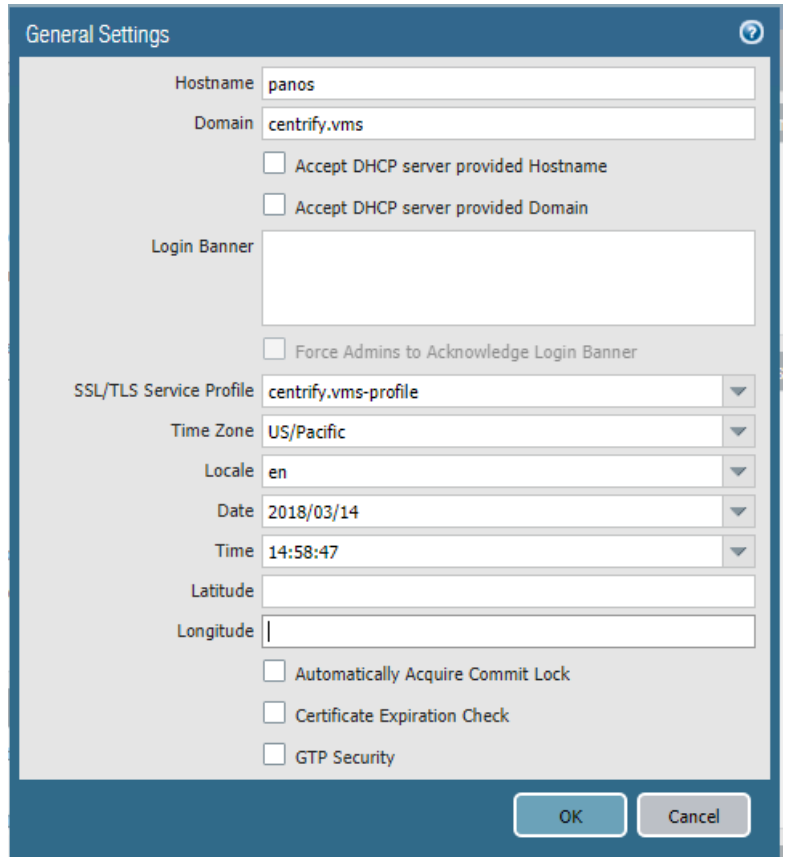 General Settings
Hostname panos
Domain centrify.vms
Accept DHCP server provided Hostname
Accept DHCP server provided Domain
Login Banner
Force Admins to Acknowledge Login Banner
SSL/TLS Service Profile centrify.vms-profile
Time Zone US/Pacific
Locale en
Date 2018/03/14
Time 14:58:47
Latitude
Longitude
Automatically Acquire Commit Lock
Certificate Expiration Check
GTP Security
OK Cancel